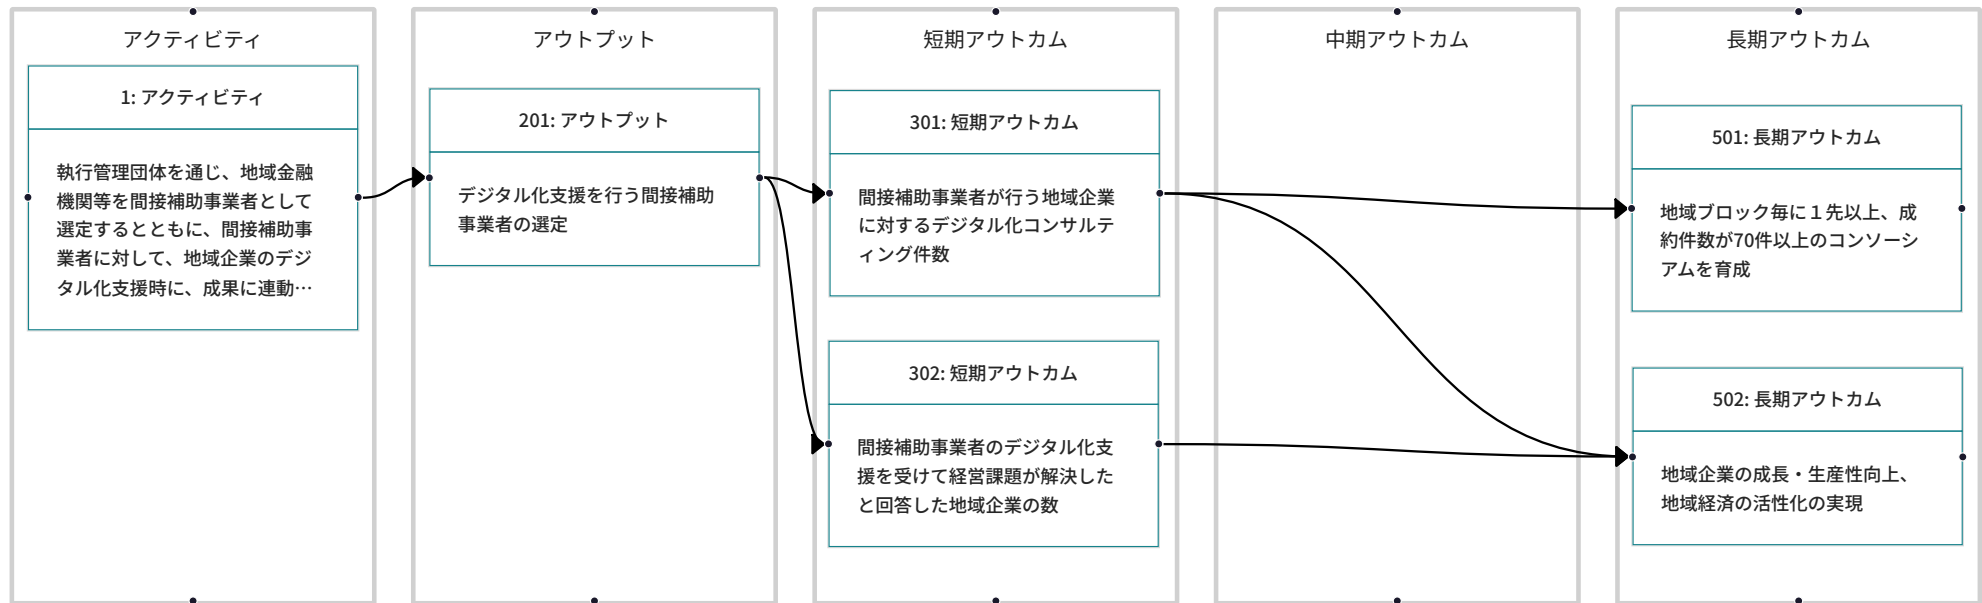 アクティビティ
1: アクティビティ
執行管理団体を通じ、地域金融
機関等を間接補助事業者として
選定するとともに、間接補助事
業者に対して、地域企業のデジ
タル化支援時に、成果に連動…
アウトプット
201: アウトプット
デジタル化支援を行う間接補助
事業者の選定
短期アウトカム
301: 短期アウトカム
間接補助事業者が行う地域企業
に対するデジタル化コンサルテ
ィング件数
302: 短期アウトカム
間接補助事業者のデジタル化支
援を受けて経営課題が解決した
と回答した地域企業の数
中期アウトカム
長期アウトカム
501: 長期アウトカム
地域ブロック毎に１先以上、成
約件数が70件以上のコンソーシ
アムを育成
502: 長期アウトカム
地域企業の成長・生産性向上、
地域経済の活性化の実現